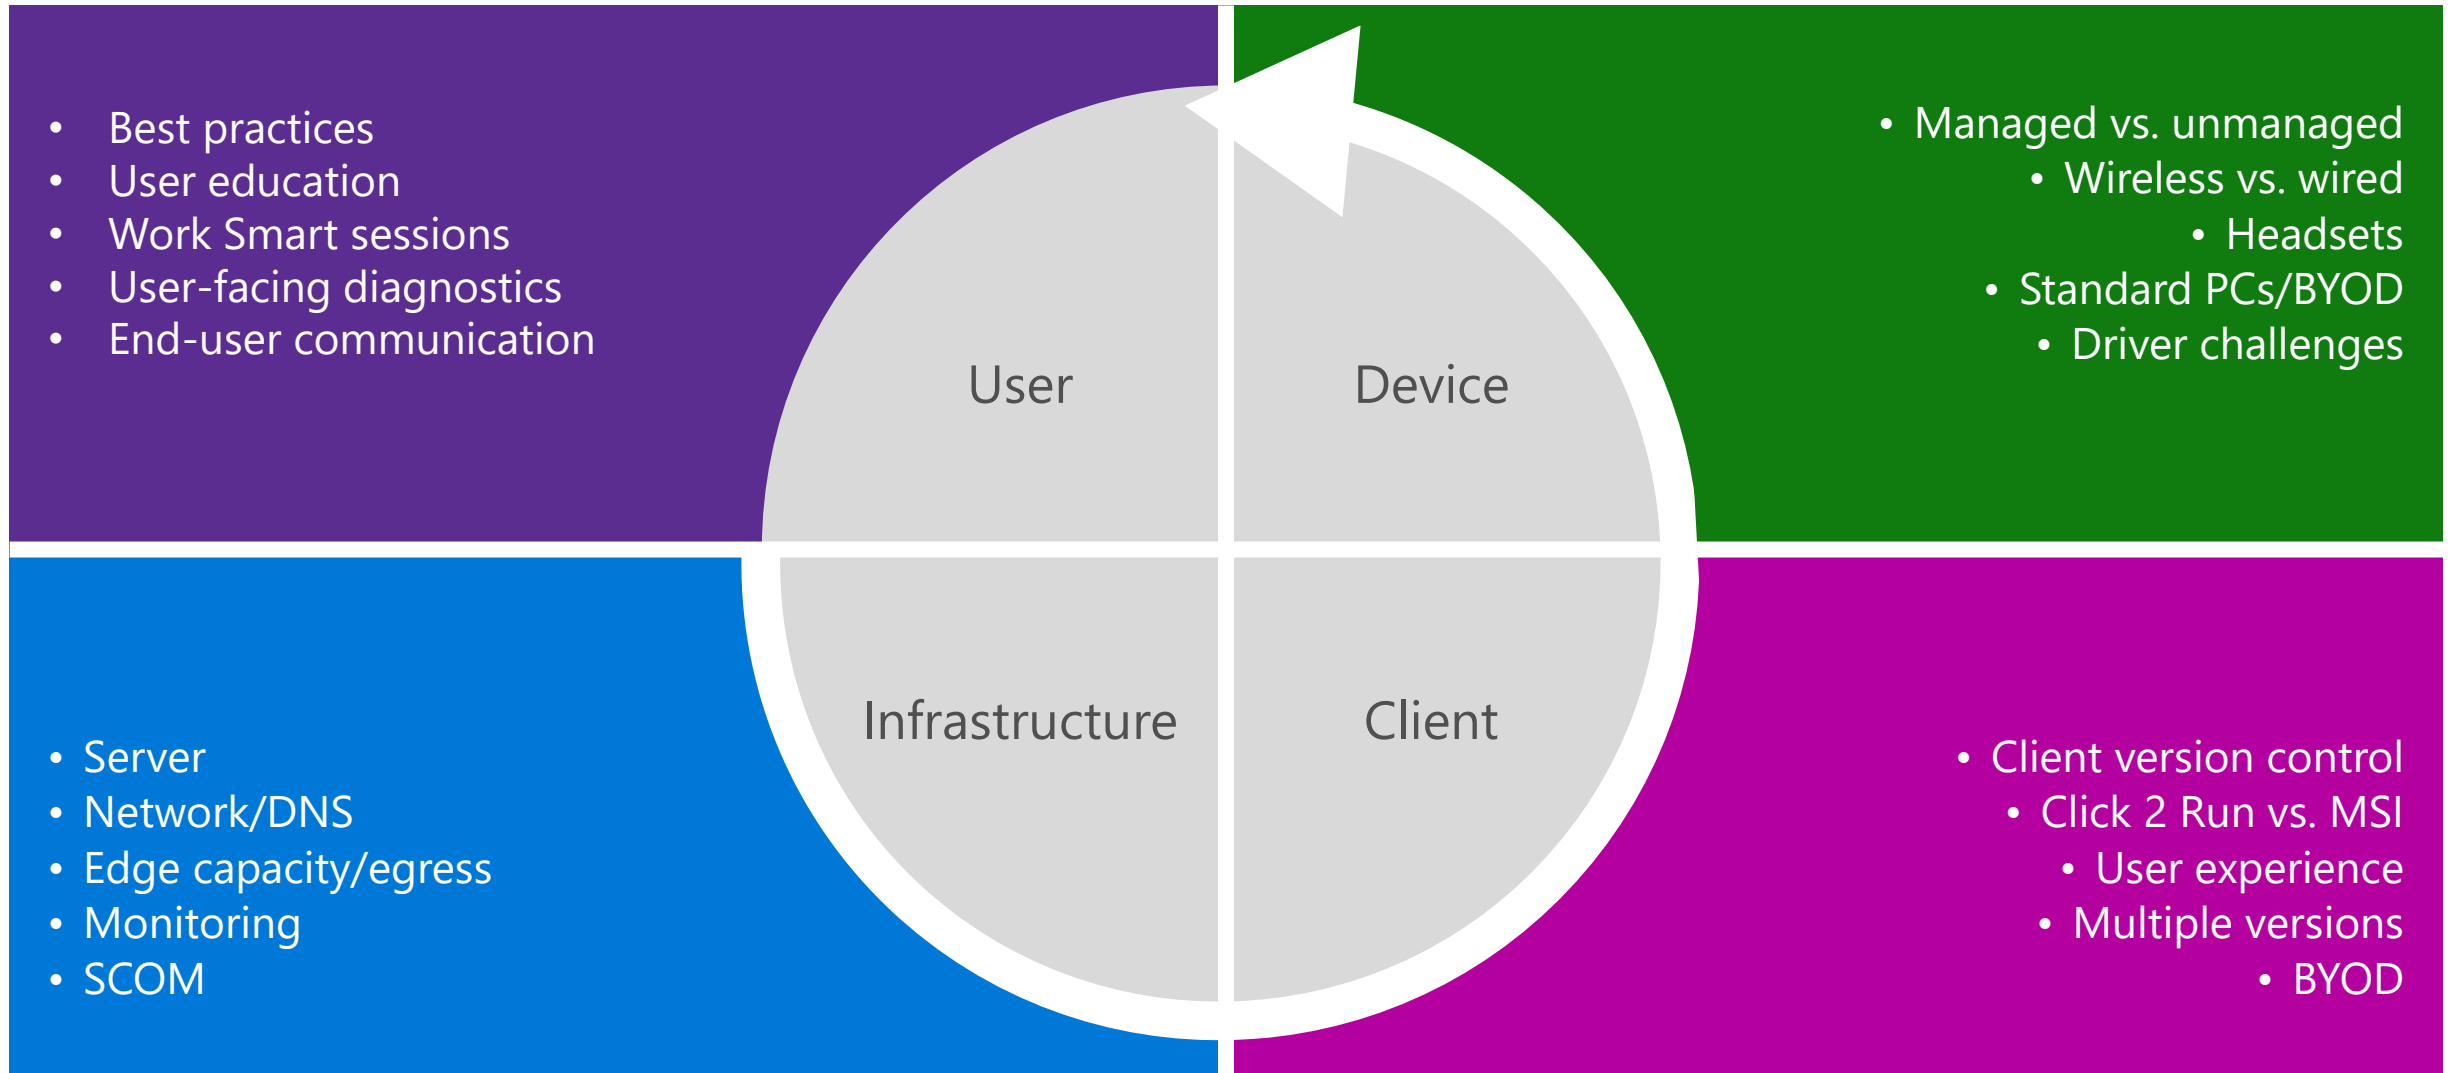 • Best practices
• User education
• Work Smart sessions
• User-facing diagnostics
• End-user communication
• Managed vs. unmanaged
• Wireless vs. wired
• Headsets
• Standard PCs/BYOD
• Driver challenges
User
Device
Infrastructure
Client
• Server
• Network/DNS
• Edge capacity/egress
• Monitoring
• SCOM
• Client version control
• Click 2 Run vs. MSI
• User experience
• Multiple versions
• BYOD